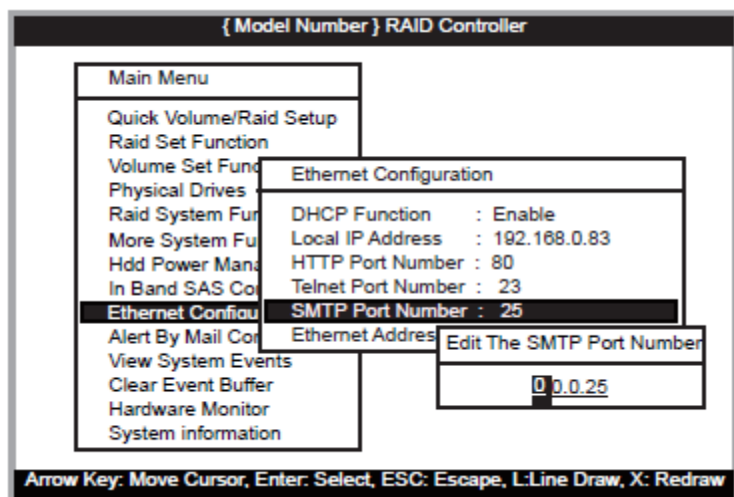 { Model Number } RAID Controller
Main Menu
Quick Volume/Raid Setup
Raid Set Function
Volume Set Func
Physical Drives
Raid System Fur
More System Fu
Hdd Power Mana
In Band SAS Co
Ethernet Configu
Alert By Mail Con
View System Events
Clear Event Buffer
Hardware Monitor
System information
Ethernet Configuration
DHCP Function : Enable
Local IP Address : 192.168.0.83
HTTP Port Number : 80
Telnet Port Number : 23
SMTP Port Number : 25
Ethernet Addres
Edit The SMTP Port Number
0.0.0.25
Arrow Key: Move Cursor, Enter: Select, ESC: Escape, L:Line Draw, X: Redraw